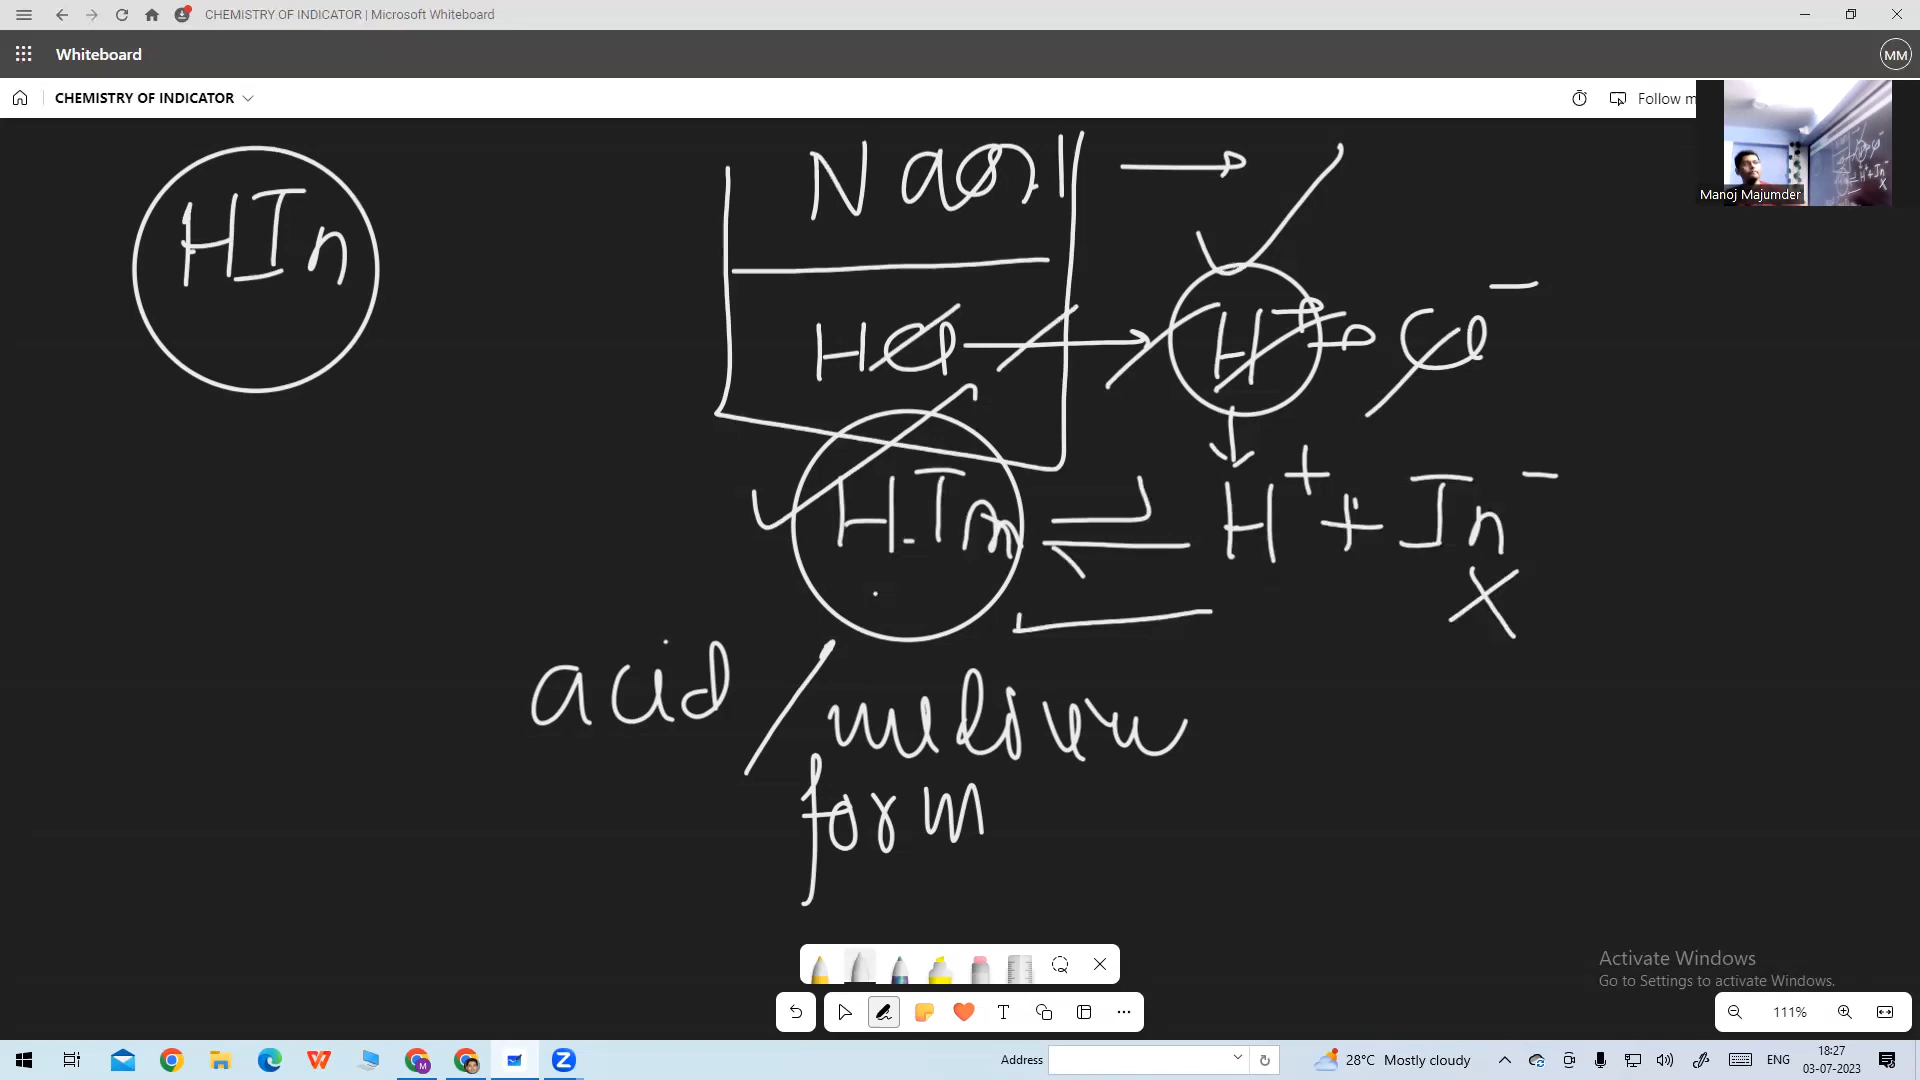 CHEMISTRY OF INDICATOR | Microsoft Whiteboard
Whiteboard
MM
CHEMISTRY OF INDICATOR
Follow m
Manoj Majumder
HIn
NaOH →
HCl → H⁺ + Cl⁻
HIn ⇌ H⁺ + In⁻
X
acid /
form
Activate Windows
Go to Settings to activate Windows.
111%
Address
28°C Mostly cloudy
ENG
18:27
03-07-2023